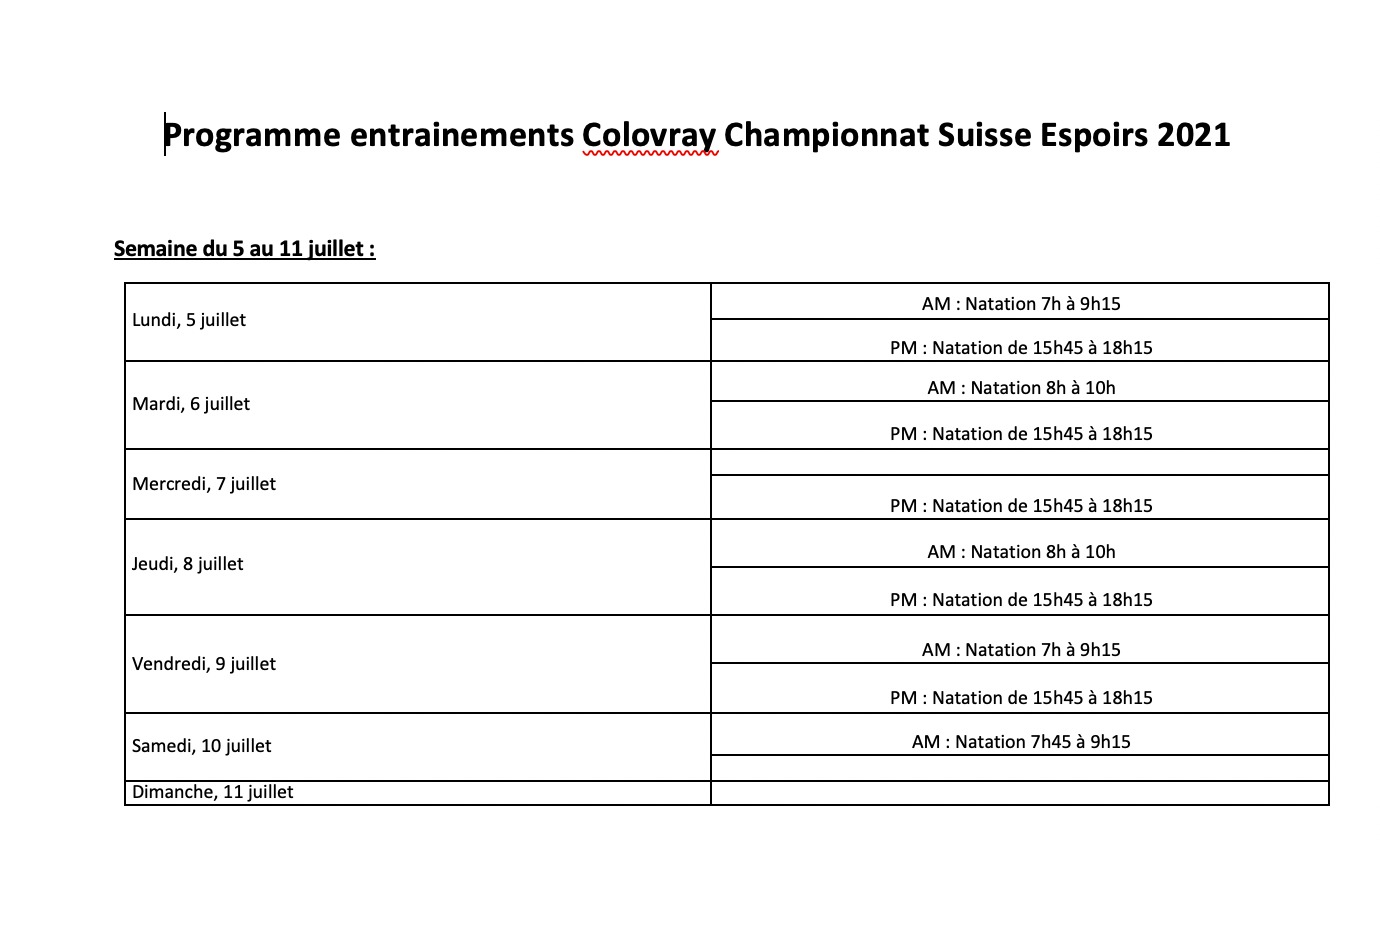 Programme entrainements Colovray Championnat Suisse Espoirs 2021
Semaine du 5 au 11 juillet :
Lundi, 5 juillet
AM : Natation 7h à 9h15
PM : Natation de 15h45 à 18h15
Mardi, 6 juillet
AM : Natation 8h à 10h
PM : Natation de 15h45 à 18h15
Mercredi, 7 juillet
PM : Natation de 15h45 à 18h15
Jeudi, 8 juillet
AM : Natation 8h à 10h
PM : Natation de 15h45 à 18h15
Vendredi, 9 juillet
AM : Natation 7h à 9h15
PM : Natation de 15h45 à 18h15
Samedi, 10 juillet
AM : Natation 7h45 à 9h15
Dimanche, 11 juillet